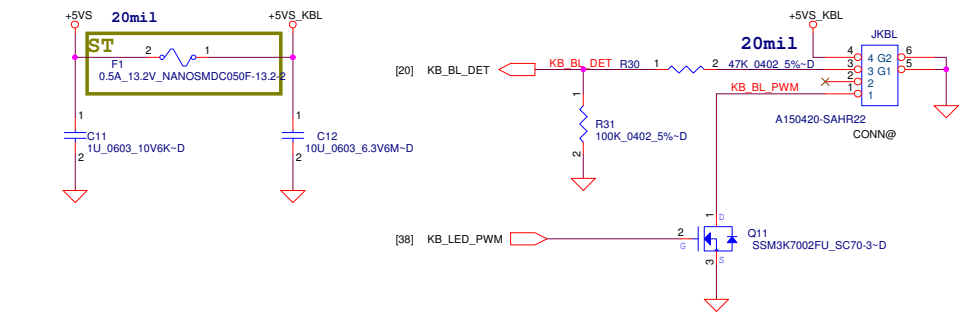 +5VS
20mil
+5VS_KBL
ST
2
1
F1
0.5A_13.2V_NANOSMDC050F-13.2-2
1
C11
1U_0603_10V6K~D
2
1
C12
10U_0603_6.3V6M~D
2
+5VS_KBL
20mil
JKBL
[20] KB_BL_DET
KB_BL_DET
R30
1
2
47K_0402_5%~D
4
3
2
1
4 G2
3 G1
2
1
6
5
KB_BL_PWM
A150420-SAHR22
CONN@
1
R31
100K_0402_5%~D
2
[38] KB_LED_PWM
1
D
2
G
Q11
SSM3K7002FU_SC70-3~D
3
S